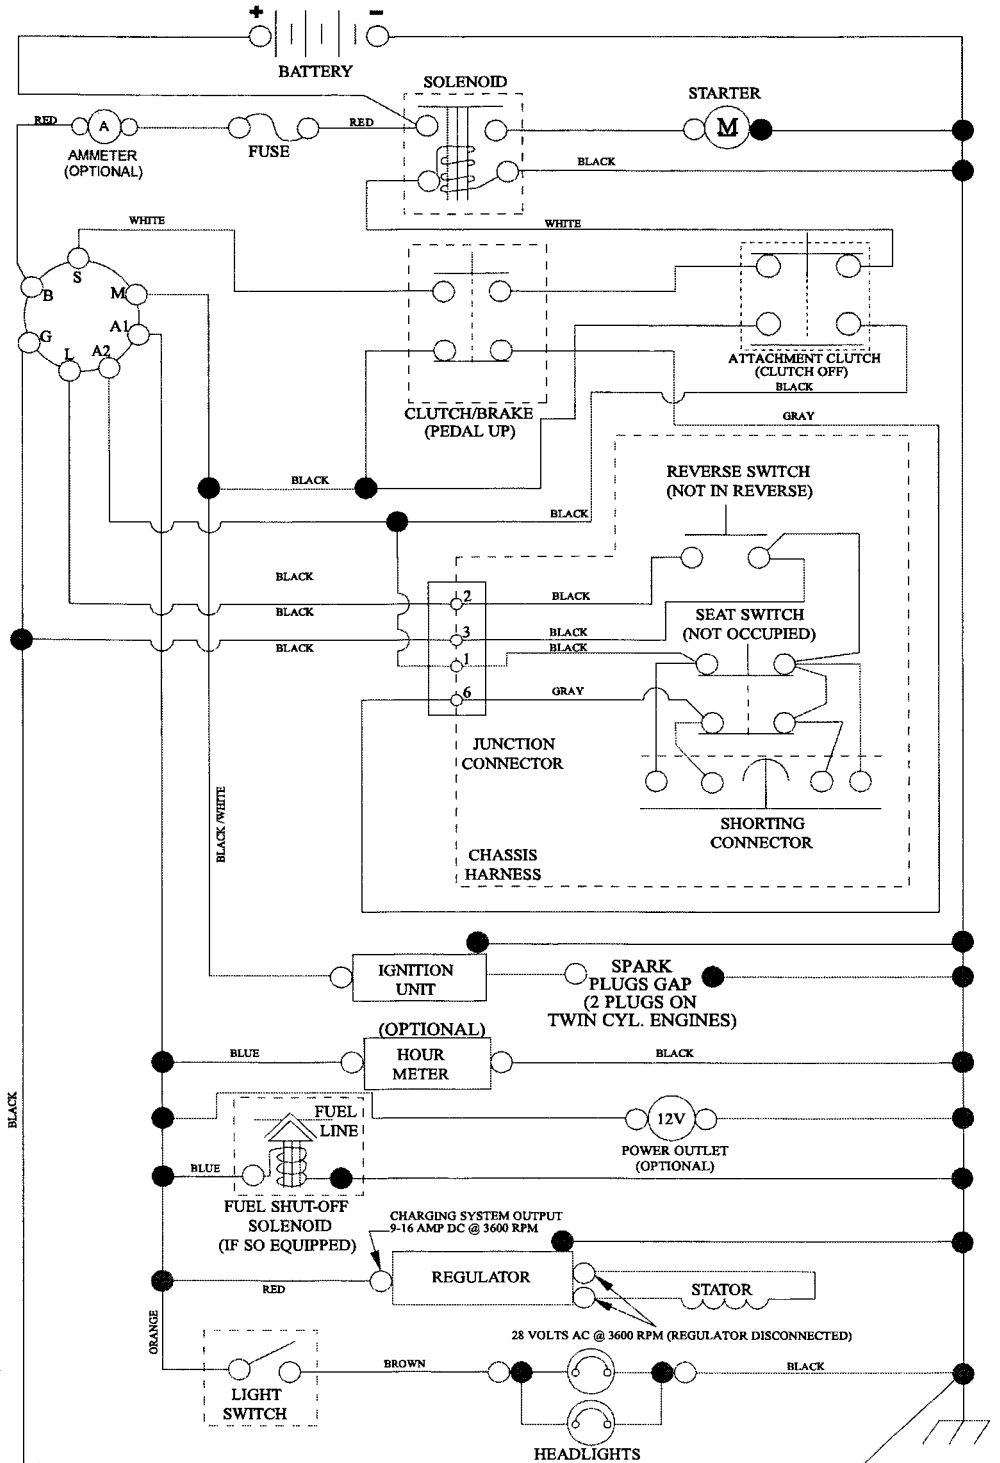 + −
BATTERY
SOLENOID
STARTER
RED
A
RED
M
AMMETER
(OPTIONAL)
FUSE
BLACK
WHITE
WHITE
S
B
M
G
A1
L
A2
ATTACHMENT CLUTCH
(CLUTCH OFF)
BLACK
CLUTCH/BRAKE
(PEDAL UP)
GRAY
REVERSE SWITCH
(NOT IN REVERSE)
BLACK
BLACK
BLACK
2
BLACK
BLACK
SEAT SWITCH
(NOT OCCUPIED)
3
BLACK
BLACK
1
BLACK
6
GRAY
JUNCTION
CONNECTOR
BLACK /WHITE
SHORTING
CONNECTOR
CHASSIS
HARNESS
IGNITION
UNIT
SPARK
PLUGS GAP
(2 PLUGS ON
TWIN CYL. ENGINES)
(OPTIONAL)
BLUE
HOUR
METER
BLACK
BLACK
FUEL
LINE
12V
POWER OUTLET
(OPTIONAL)
BLUE
FUEL SHUT-OFF
SOLENOID
(IF SO EQUIPPED)
CHARGING SYSTEM OUTPUT
9-16 AMP DC @ 3600 RPM
REGULATOR
RED
STATOR
ORANGE
28 VOLTS AC @ 3600 RPM (REGULATOR DISCONNECTED)
BROWN
BLACK
LIGHT
SWITCH
HEADLIGHTS